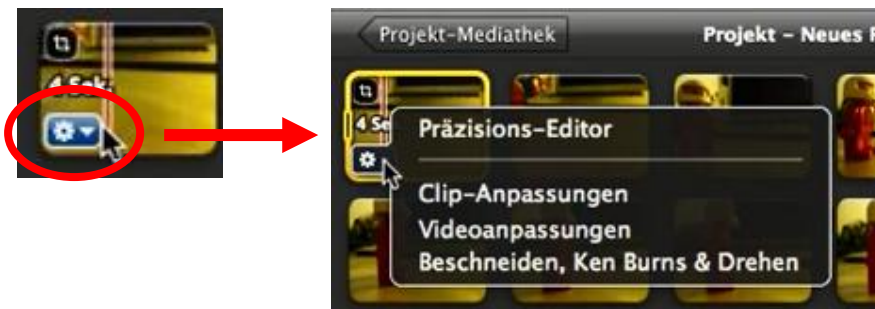 4 Sek.
Projekt-Mediathek
Projekt – Neues P
4 Se
Präzisions-Editor
Clip-Anpassungen
Videoanpassungen
Beschneiden, Ken Burns & Drehen